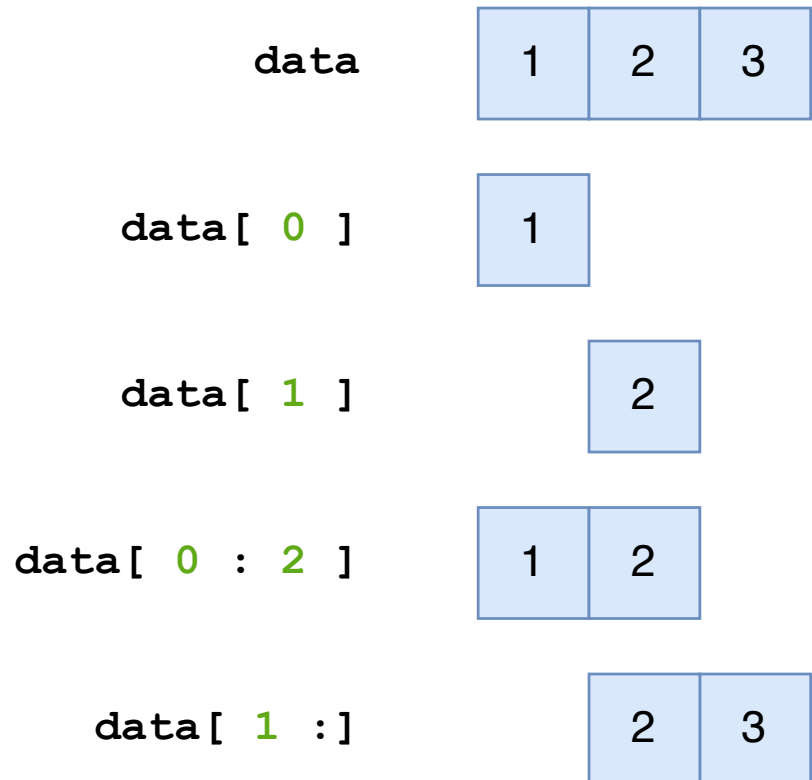 data 1 2 3
data[ 0 ] 1
data[ 1 ] 2
data[ 0 : 2 ] 1 2
data[ 1 :] 2 3